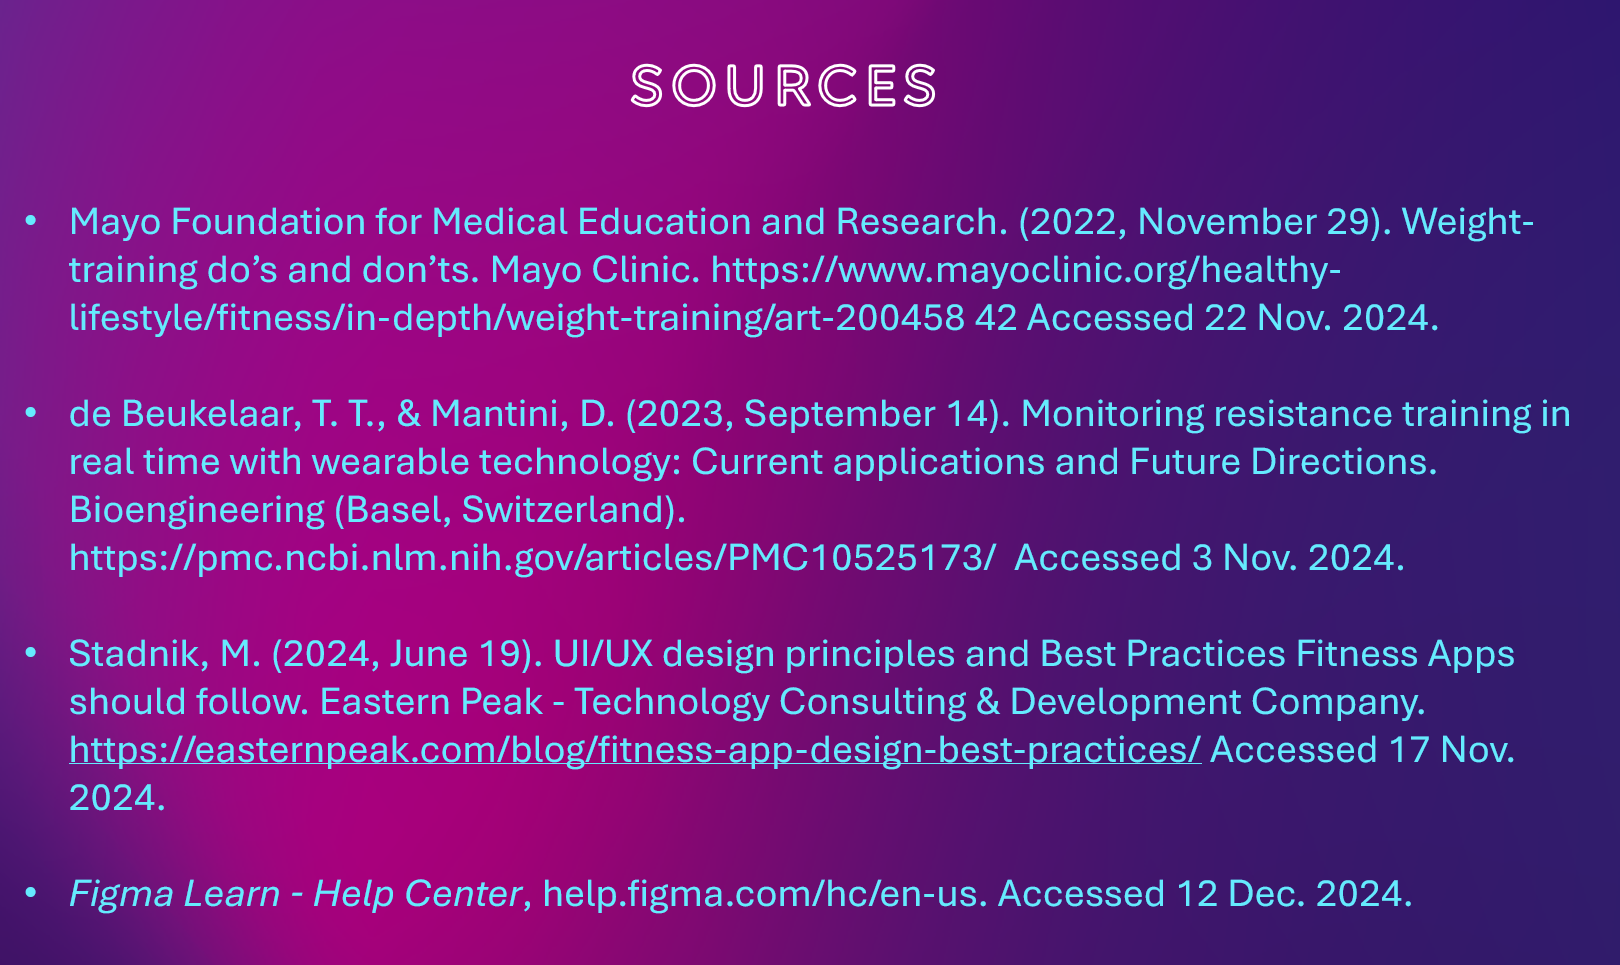 SOURCES
• Mayo Foundation for Medical Education and Research. (2022, November 29). Weight-
training do’s and don’ts. Mayo Clinic. https://www.mayoclinic.org/healthy-
lifestyle/fitness/in-depth/weight-training/art-200458 42 Accessed 22 Nov. 2024.
• de Beukelaar, T. T., & Mantini, D. (2023, September 14). Monitoring resistance training in
real time with wearable technology: Current applications and Future Directions.
Bioengineering (Basel, Switzerland).
https://pmc.ncbi.nlm.nih.gov/articles/PMC10525173/  Accessed 3 Nov. 2024.
• Stadnik, M. (2024, June 19). UI/UX design principles and Best Practices Fitness Apps
should follow. Eastern Peak - Technology Consulting & Development Company.
https://easternpeak.com/blog/fitness-app-design-best-practices/ Accessed 17 Nov.
2024.
• Figma Learn - Help Center, help.figma.com/hc/en-us. Accessed 12 Dec. 2024.